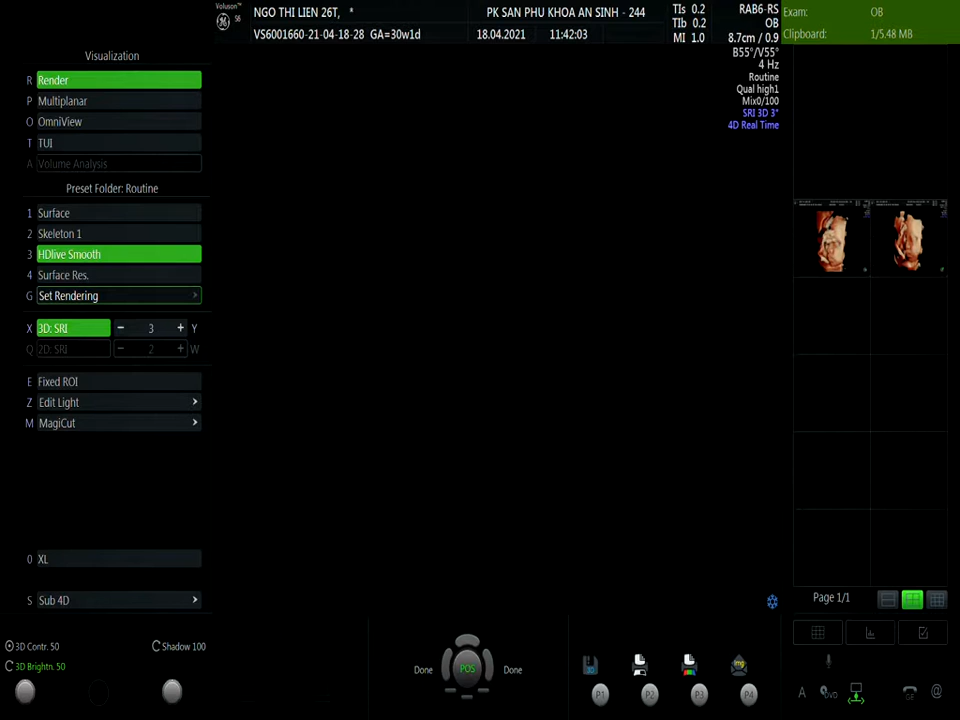 Voluson™
S6
NGO THI LIEN 26T, *
PK SAN PHU KHOA AN SINH - 244
VS6001660-21-04-18-28 GA=30w1d
18.04.2021
11:42:03
TIs 0.2
TIb 0.2
MI 1.0
RAB6-RS
OB
8.7cm / 0.9
B55°/V55°
4 Hz
Routine
Qual high1
Mix0/100
SRI 3D 3*
4D Real Time
Exam: OB
Clipboard: 1/5.48 MB
Visualization
R Render
P Multiplanar
O OmniView
T TUI
A Volume Analysis
Preset Folder: Routine
1 Surface
2 Skeleton 1
3 HDlive Smooth
4 Surface Res.
G Set Rendering
X 3D: SRI − 3 + Y
Q 2D: SRI − 2 + W
E Fixed ROI
Z Edit Light
M MagiCut
0 XL
S Sub 4D
3D Contr. 50
Shadow 100
3D Brightn. 50
Done POS Done
3D
img
P1 P2 P3 P4
Page 1/1
A DVD @